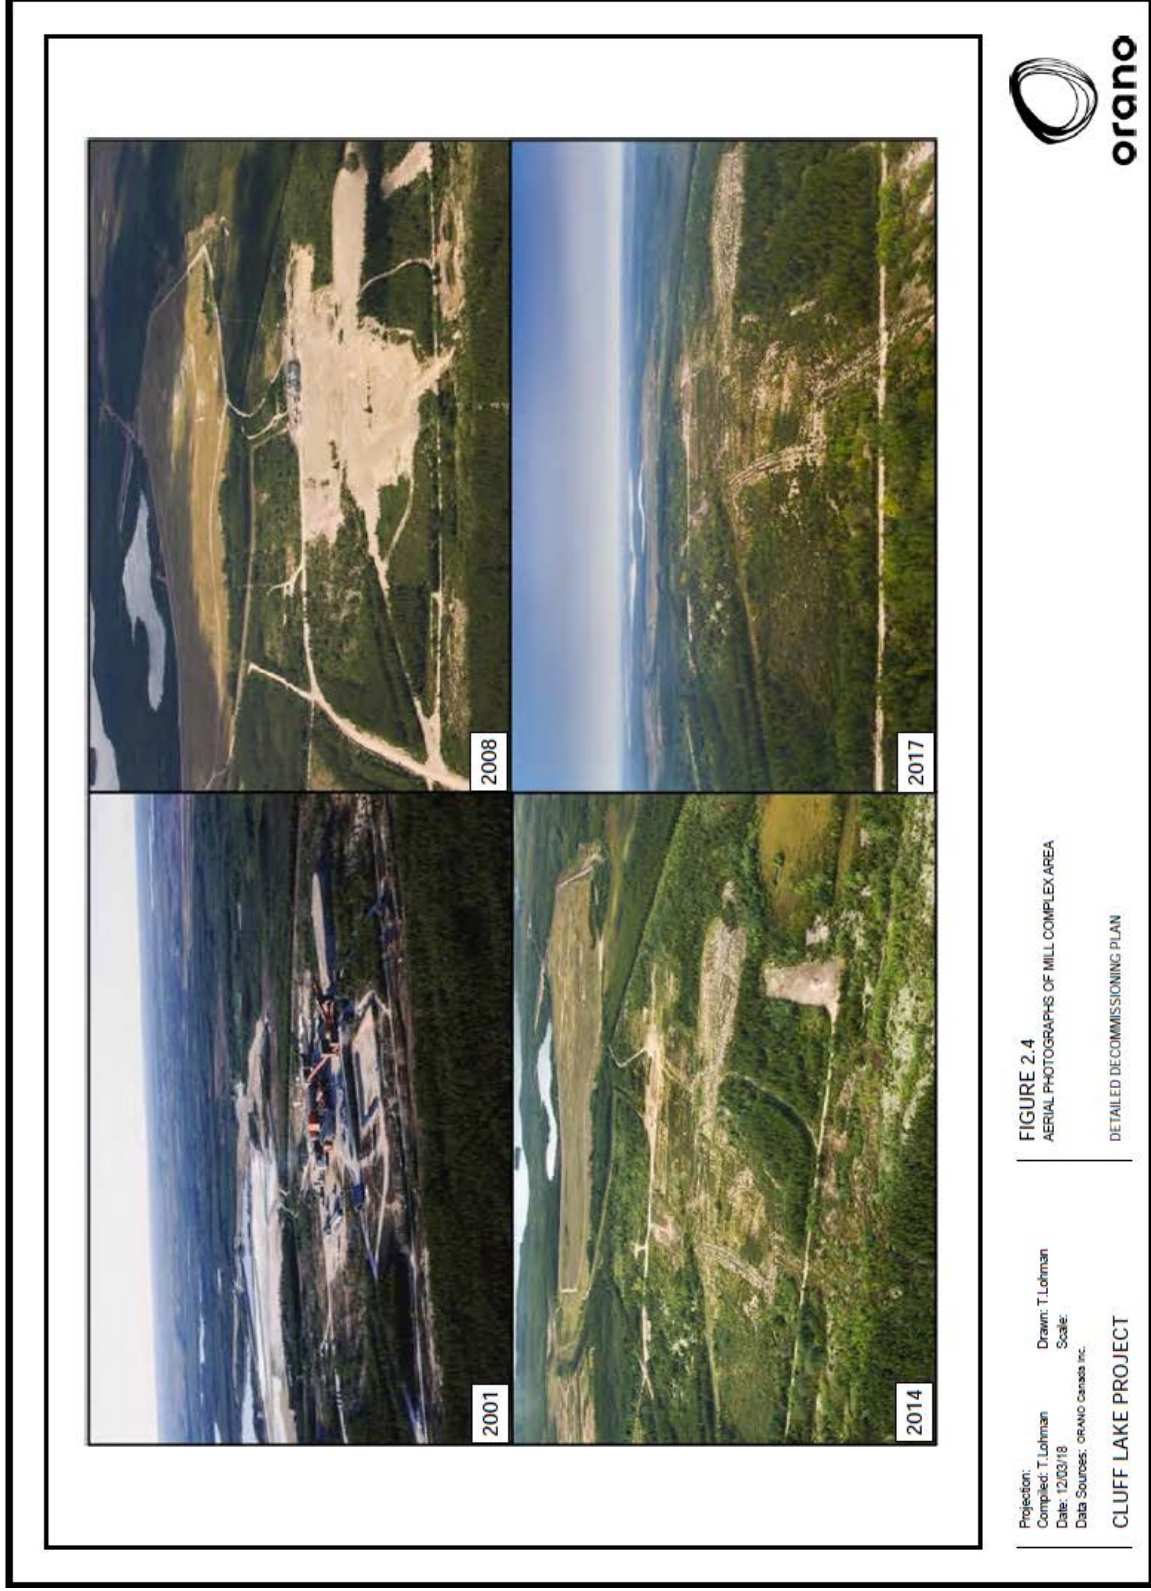 2001
2008
2014
2017
Projection:
Compiled: T.Lohman
Drawn: T.Lohman
Date: 12/03/18
Scale:
Data Sources: ORANO Canada Inc.
CLUFF LAKE PROJECT
FIGURE 2.4
AERIAL PHOTOGRAPHS OF MILL COMPLEX AREA
DETAILED DECOMMISSIONING PLAN
orano